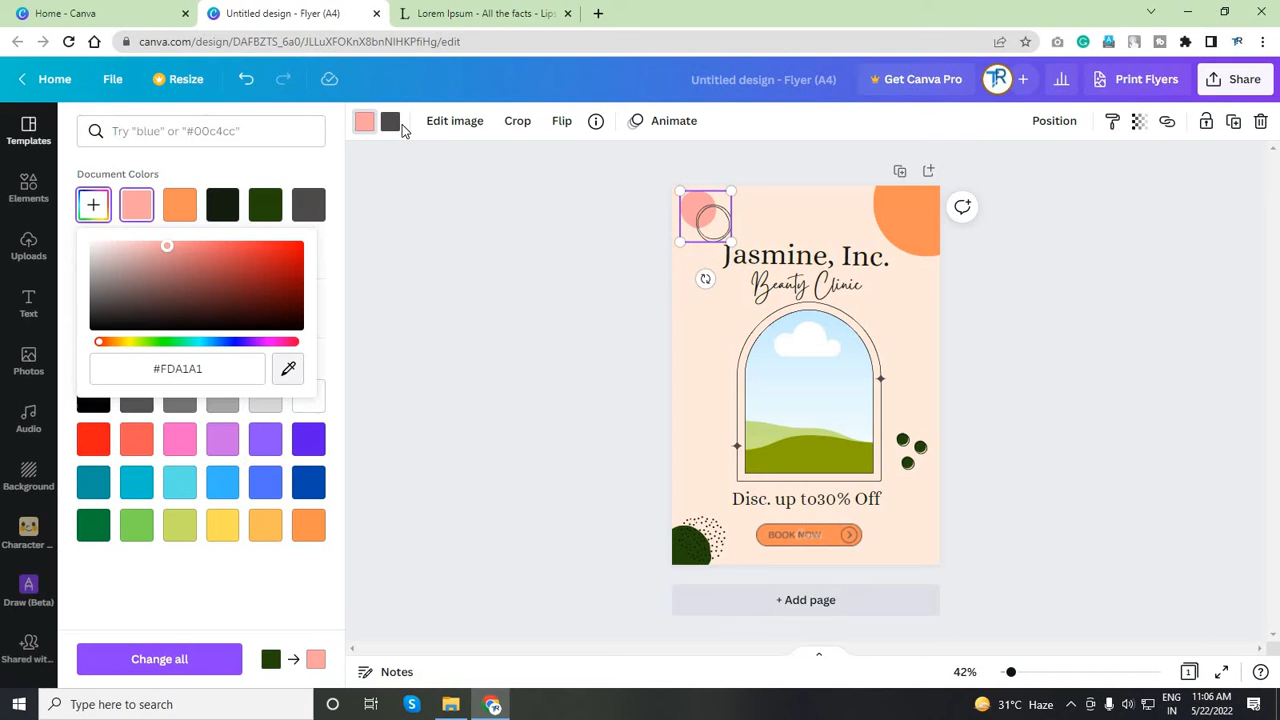 Home - Canva
Untitled design - Flyer (A4)
Lorem Ipsum - All the facts - Lips
canva.com/design/DAFBZTS_6a0/JLLuXFOKnX8bnNIHKPfiHg/edit
Home
File
Resize
Untitled design - Flyer (A4)
Get Canva Pro
Print Flyers
Share
Templates
Elements
Uploads
Text
Photos
Audio
Background
Character ...
Draw (Beta)
Shared wit...
Try "blue" or "#00c4cc"
Document Colors
#FDA1A1
Change all
Edit image
Crop
Flip
Animate
Position
Jasmine, Inc.
Beauty Clinic
Disc. up to30% Off
BOOK NOW
+ Add page
Notes
42%
1
Type here to search
31°C Haze
ENG
IN
11:06 AM
5/22/2022